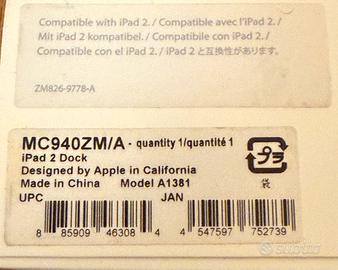 Compatible with iPad 2. / Compatible avec l'iPad 2. /
Mit iPad 2 kompatibel. / Compatibile con iPad 2. /
Compatible con el iPad 2. / iPad 2 と互換性があります。
ZM826-9778-A
MC940ZM/A - quantity 1/quantité 1
iPad 2 Dock
Designed by Apple in California
Made in China Model A1381
UPC JAN
プラ
袋
8 85909 46308 4 4 547597 752739
subito